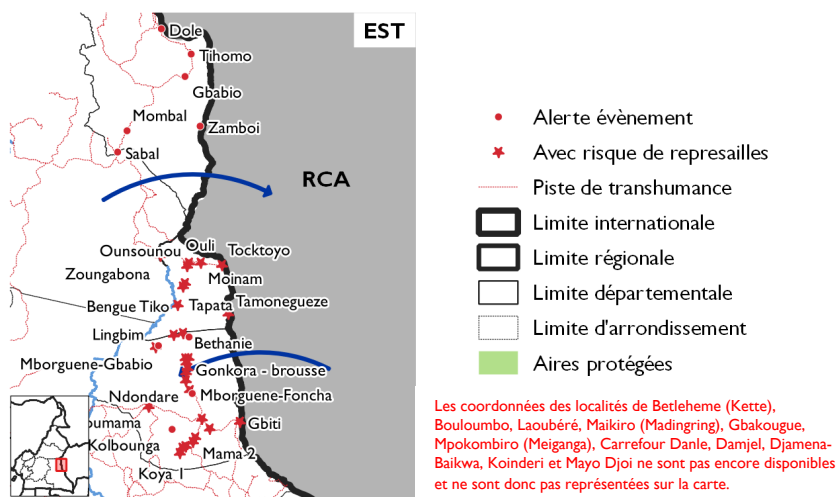 EST
Dole
Tihomo
Gbabio
Mombal
Zamboi
Sabal
RCA
Ounsounou
Ouli
Tocktoyo
Zoungabona
Moinam
Bengue Tiko
Tapata
Tamonegueze
Lingbim
Bethanie
Mborguene-Gbabio
Gonkora - brousse
Ndondare
Mborguene-Foncha
oumama
Gbiti
Kolbounga
Mama 2
Koya 1
Alerte évènement
Avec risque de represailles
Piste de transhumance
Limite internationale
Limite régionale
Limite départementale
Limite d'arrondissement
Aires protégées
Les coordonnées des localités de Betleheme (Kette),
Bouloumbo, Laoubéré, Maikiro (Madingring), Gbakougue,
Mpokombiro (Meiganga), Carrefour Danle, Damjel, Djamena-
Baikwa, Koinderi et Mayo Djoi ne sont pas encore disponibles
et ne sont donc pas représentées sur la carte.